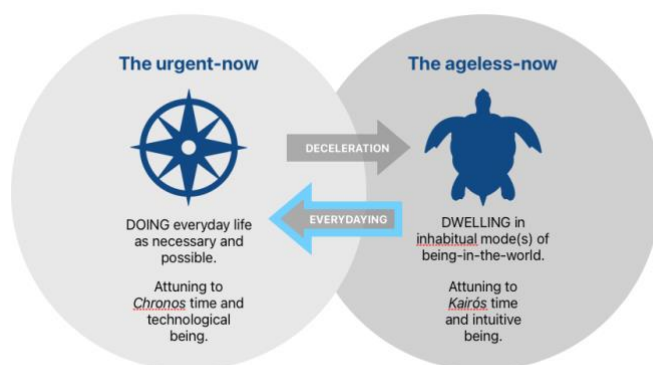 The urgent-now
The ageless-now
DECELERATION
EVERYDAYING
DOING everyday life
as necessary and
possible.
Attuning to
Chronos time and
technological
being.
DWELLING in
inhabitual mode(s) of
being-in-the-world.
Attuning to
Kairós time
and intuitive
being.